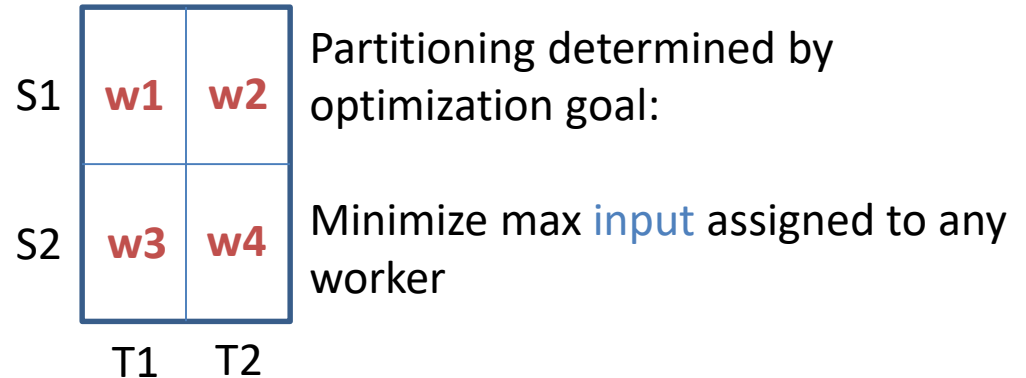 Partitioning determined by
S1 w1 w2 optimization goal:
Minimize max input assigned to any
S2 w3 w4 worker
T1 T2